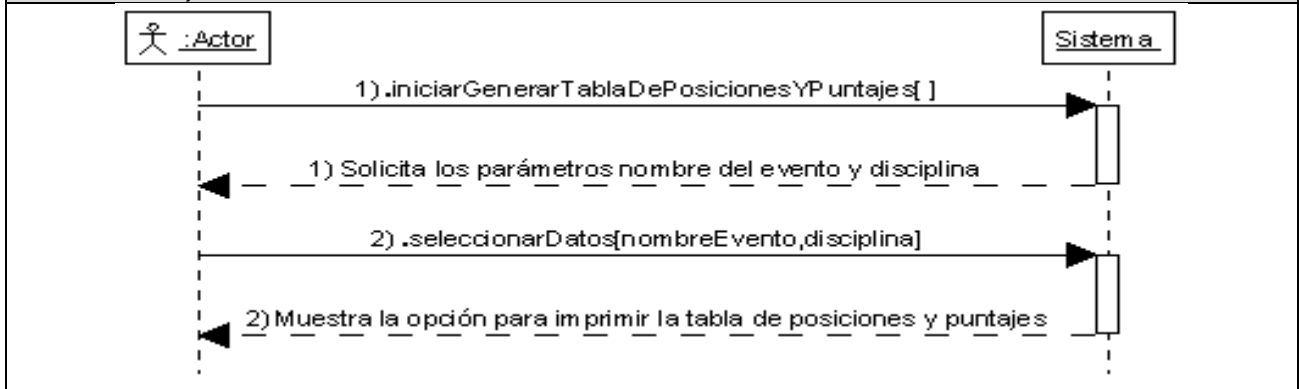 :Actor
Sistema
1).iniciarGenerarTablaDePosicionesYPuntajes[ ]
1) Solicita los parámetros nombre del evento y disciplina
2) .seleccionarDatos[nombreEvento,disciplina]
2) Muestra la opción para imprimir la tabla de posiciones y puntajes